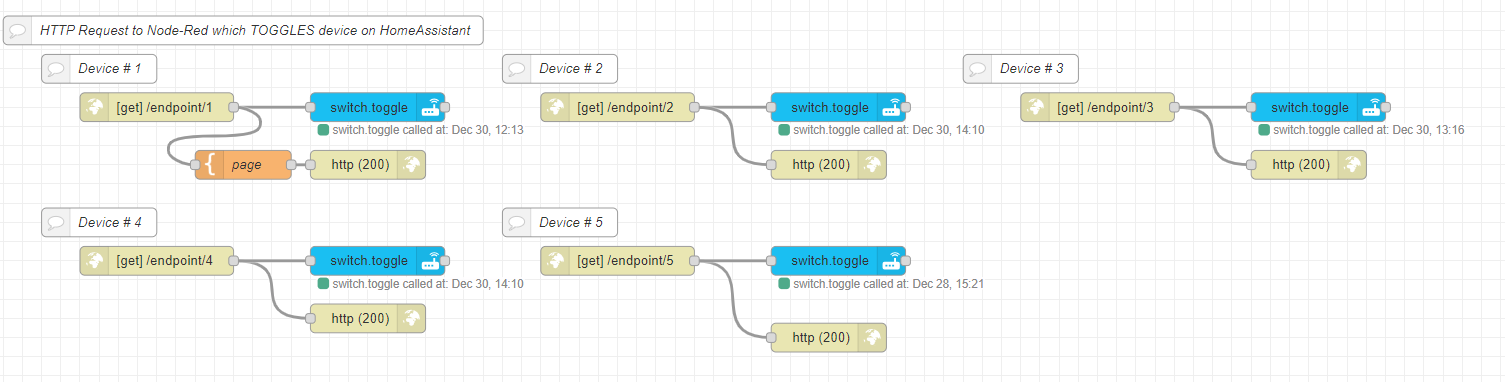 HTTP Request to Node-Red which TOGGLES device on HomeAssistant
Device # 1
[get] /endpoint/1
switch.toggle
switch.toggle called at: Dec 30, 12:13
page
http (200)
Device # 2
[get] /endpoint/2
switch.toggle
switch.toggle called at: Dec 30, 14:10
http (200)
Device # 3
[get] /endpoint/3
switch.toggle
switch.toggle called at: Dec 30, 13:16
http (200)
Device # 4
[get] /endpoint/4
switch.toggle
switch.toggle called at: Dec 30, 14:10
http (200)
Device # 5
[get] /endpoint/5
switch.toggle
switch.toggle called at: Dec 28, 15:21
http (200)